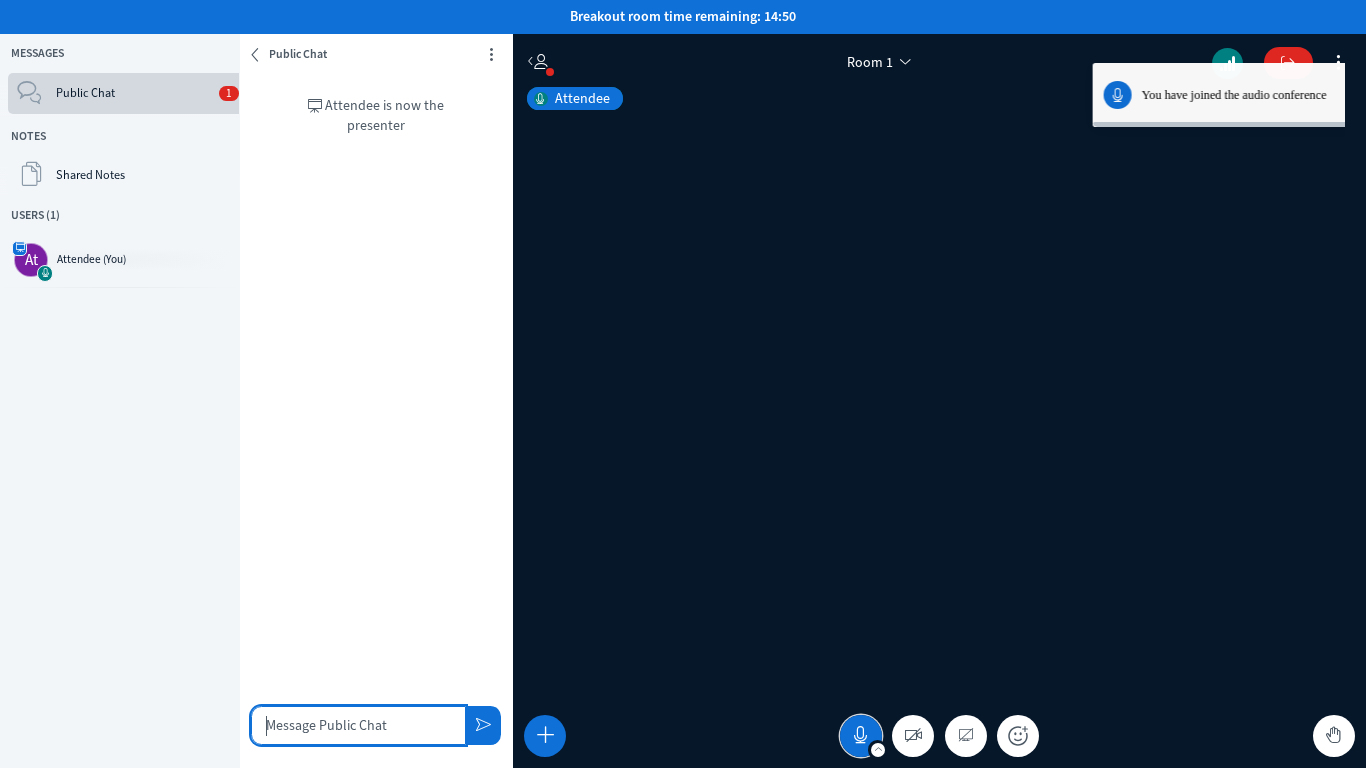 Breakout room time remaining: 14:50
MESSAGES
Public Chat
1
NOTES
Shared Notes
USERS (1)
At
Attendee (You)
Public Chat
Attendee is now the
presenter
Message Public Chat
Room 1
Attendee
You have joined the audio conference